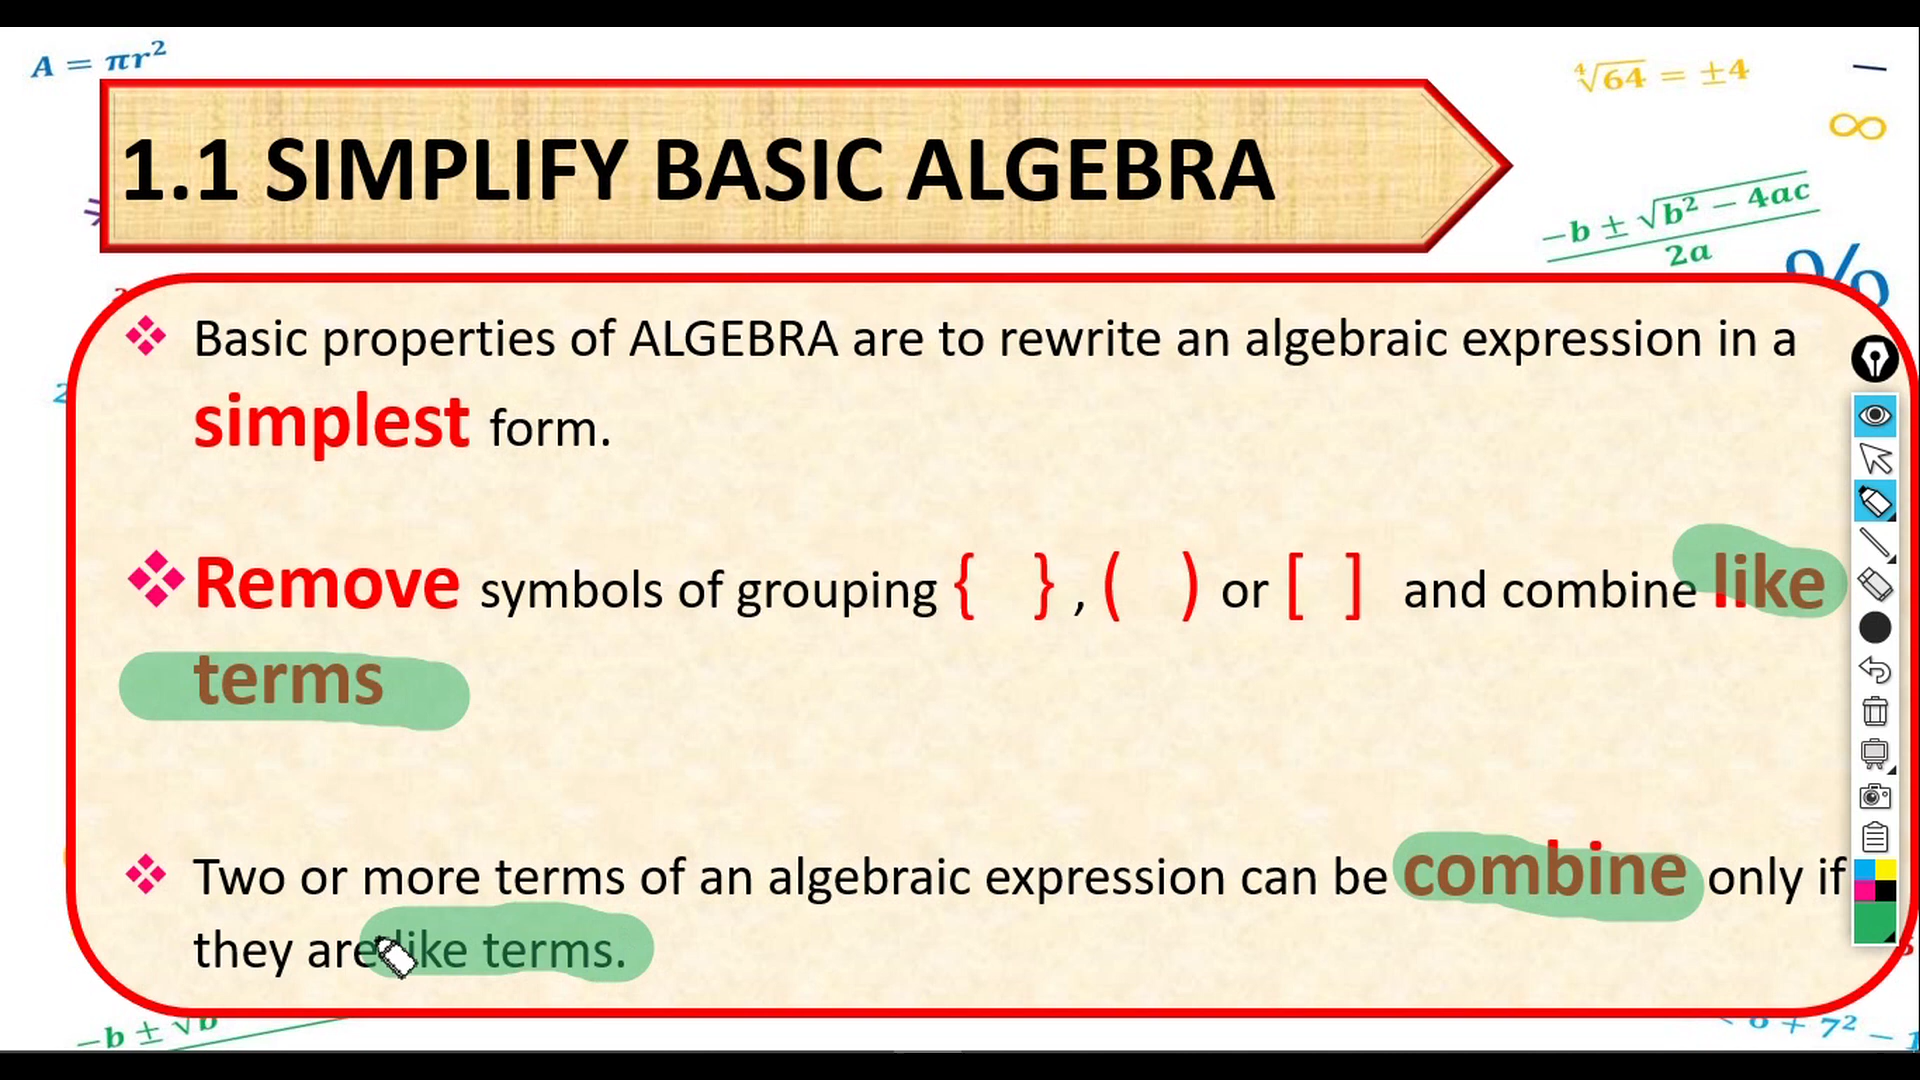 A = πr²
∜64 = ±4
∞
1.1 SIMPLIFY BASIC ALGEBRA
−b ± √b² − 4ac
2a
%
Basic properties of ALGEBRA are to rewrite an algebraic expression in a
simplest form.
Remove symbols of grouping { } , ( ) or [ ] and combine like
terms
Two or more terms of an algebraic expression can be combine only if
they are like terms.
−b ± √b
+ 7² −